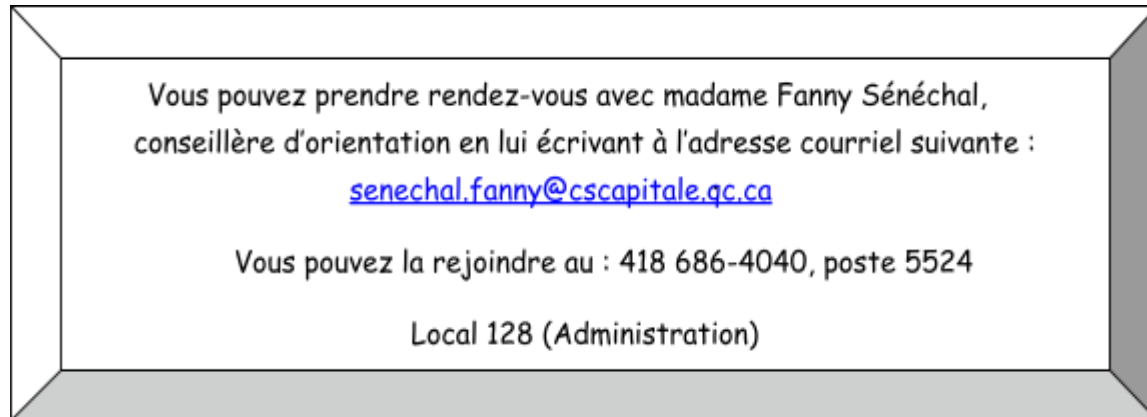 Vous pouvez prendre rendez-vous avec madame Fanny Sénéchal,
conseillère d'orientation en lui écrivant à l'adresse courriel suivante :
senechal.fanny@cscapitale.qc.ca
Vous pouvez la rejoindre au : 418 686-4040, poste 5524
Local 128 (Administration)